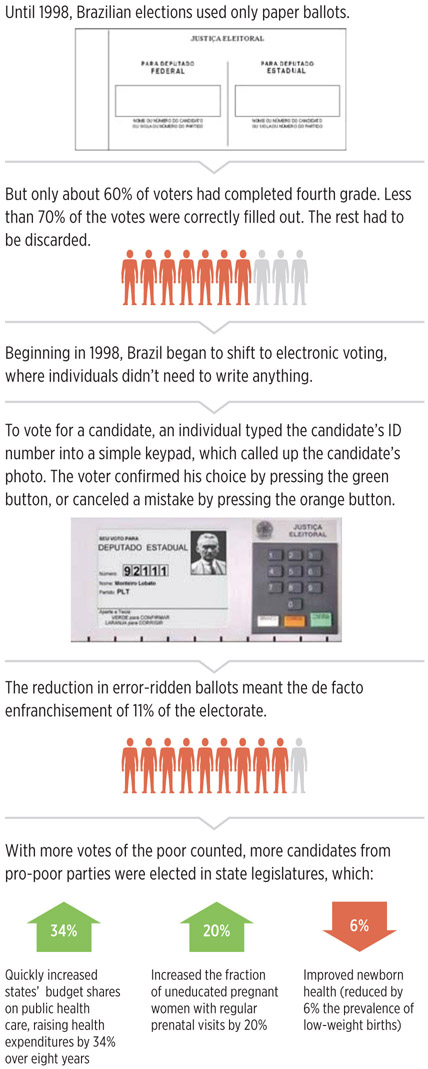 Until 1998, Brazilian elections used only paper ballots.
JUSTIÇA ELEITORAL
PARA DEPUTADO
FEDERAL
NOME OU NÚMERO DO CANDIDATO
OU SIGLA OU NÚMERO DO PARTIDO
PARA DEPUTADO
ESTADUAL
NOME OU NÚMERO DO CANDIDATO
OU SIGLA OU NÚMERO DO PARTIDO
But only about 60% of voters had completed fourth grade. Less
than 70% of the votes were correctly filled out. The rest had to
be discarded.
Beginning in 1998, Brazil began to shift to electronic voting,
where individuals didn’t need to write anything.
To vote for a candidate, an individual typed the candidate’s ID
number into a simple keypad, which called up the candidate’s
photo. The voter confirmed his choice by pressing the green
button, or canceled a mistake by pressing the orange button.
SEU VOTO PARA
DEPUTADO ESTADUAL
Número: 92111
Nome: Monteiro Lobato
Partido: PLT
Aperte a Tecla:
VERDE para CONFIRMAR
LARANJA para CORRIGIR
JUSTIÇA
ELEITORAL
1 2 3
4 5 6
7 8 9
0
The reduction in error-ridden ballots meant the de facto
enfranchisement of 11% of the electorate.
With more votes of the poor counted, more candidates from
pro-poor parties were elected in state legislatures, which:
34%
Quickly increased
states’ budget shares
on public health
care, raising health
expenditures by 34%
over eight years
20%
Increased the fraction
of uneducated pregnant
women with regular
prenatal visits by 20%
6%
Improved newborn
health (reduced by
6% the prevalence of
low-weight births)